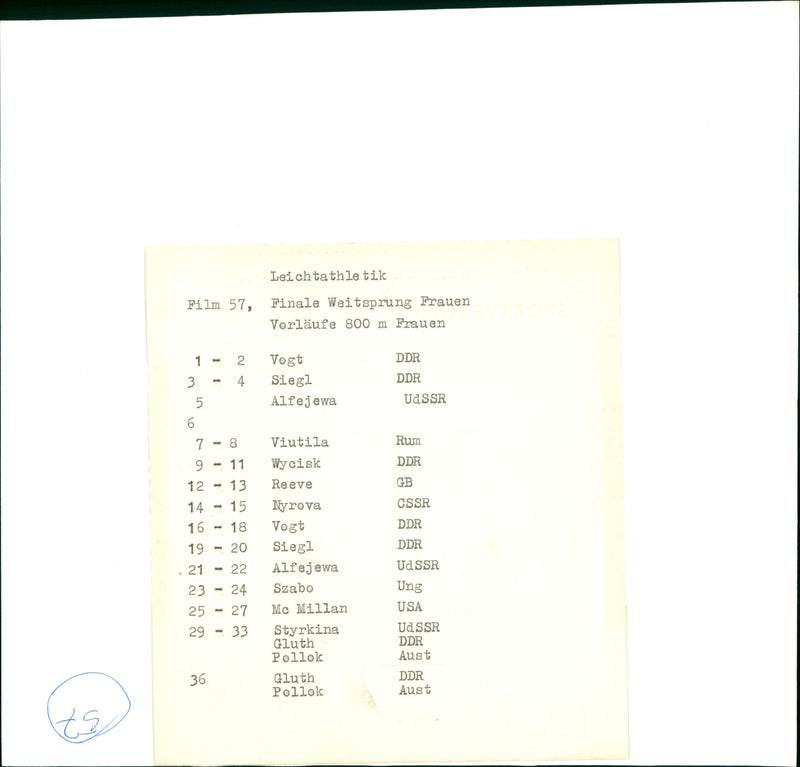 Leichtathletik
Film 57, Finale Weitsprung Frauen
Vorläufe 800 m Frauen
1 - 2 Vogt DDR
3 - 4 Siegl DDR
5 Alfejewa UdSSR
6
7 - 8 Viutila Rum
9 - 11 Wycisk DDR
12 - 13 Reeve GB
14 - 15 Nyrova CSSR
16 - 18 Vogt DDR
19 - 20 Siegl DDR
21 - 22 Alfejewa UdSSR
23 - 24 Szabo Ung
25 - 27 Mc Millan USA
29 - 33 Styrkina UdSSR
Gluth DDR
Pollok Aust
36 Gluth DDR
Pollok Aust
57